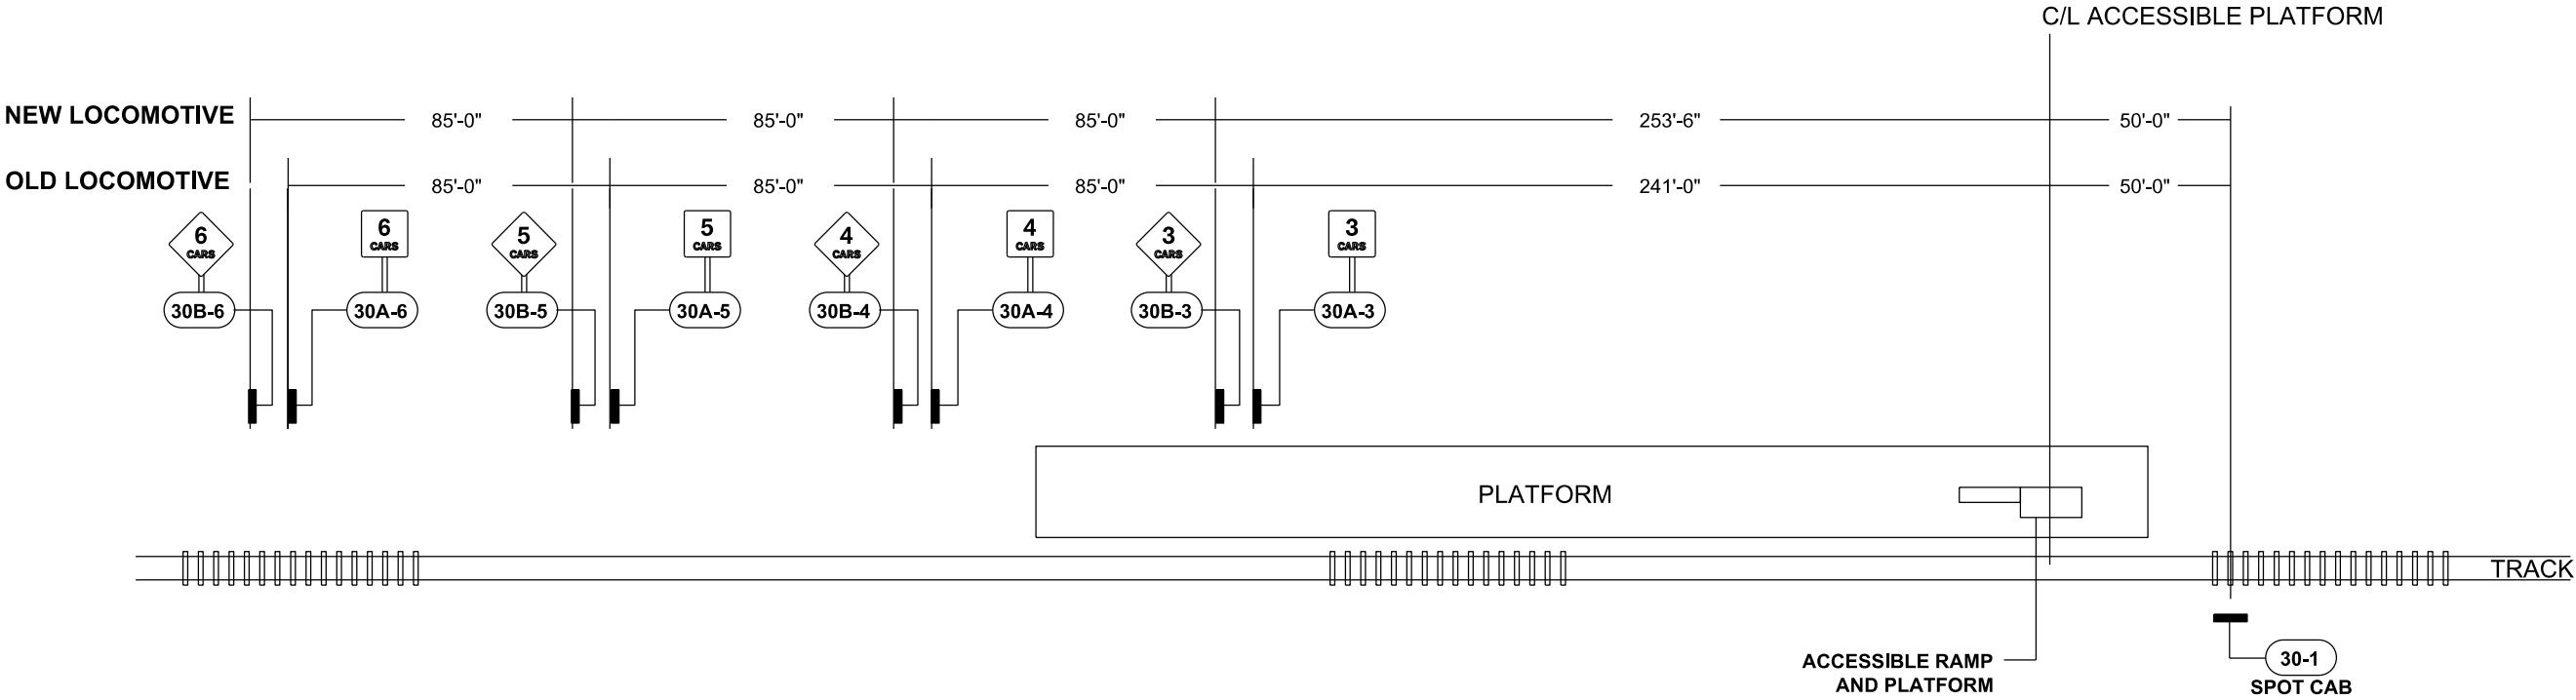 C/L ACCESSIBLE PLATFORM
NEW LOCOMOTIVE 85'-0" 85'-0" 85'-0" 253'-6" 50'-0"
OLD LOCOMOTIVE 85'-0" 85'-0" 85'-0" 241'-0" 50'-0"
6 6 5 5 4 4 3 3
CARS CARS CARS CARS CARS CARS CARS CARS
30B-6 30A-6 30B-5 30A-5 30B-4 30A-4 30B-3 30A-3
PLATFORM
TRACK
ACCESSIBLE RAMP
AND PLATFORM
30-1
SPOT CAB